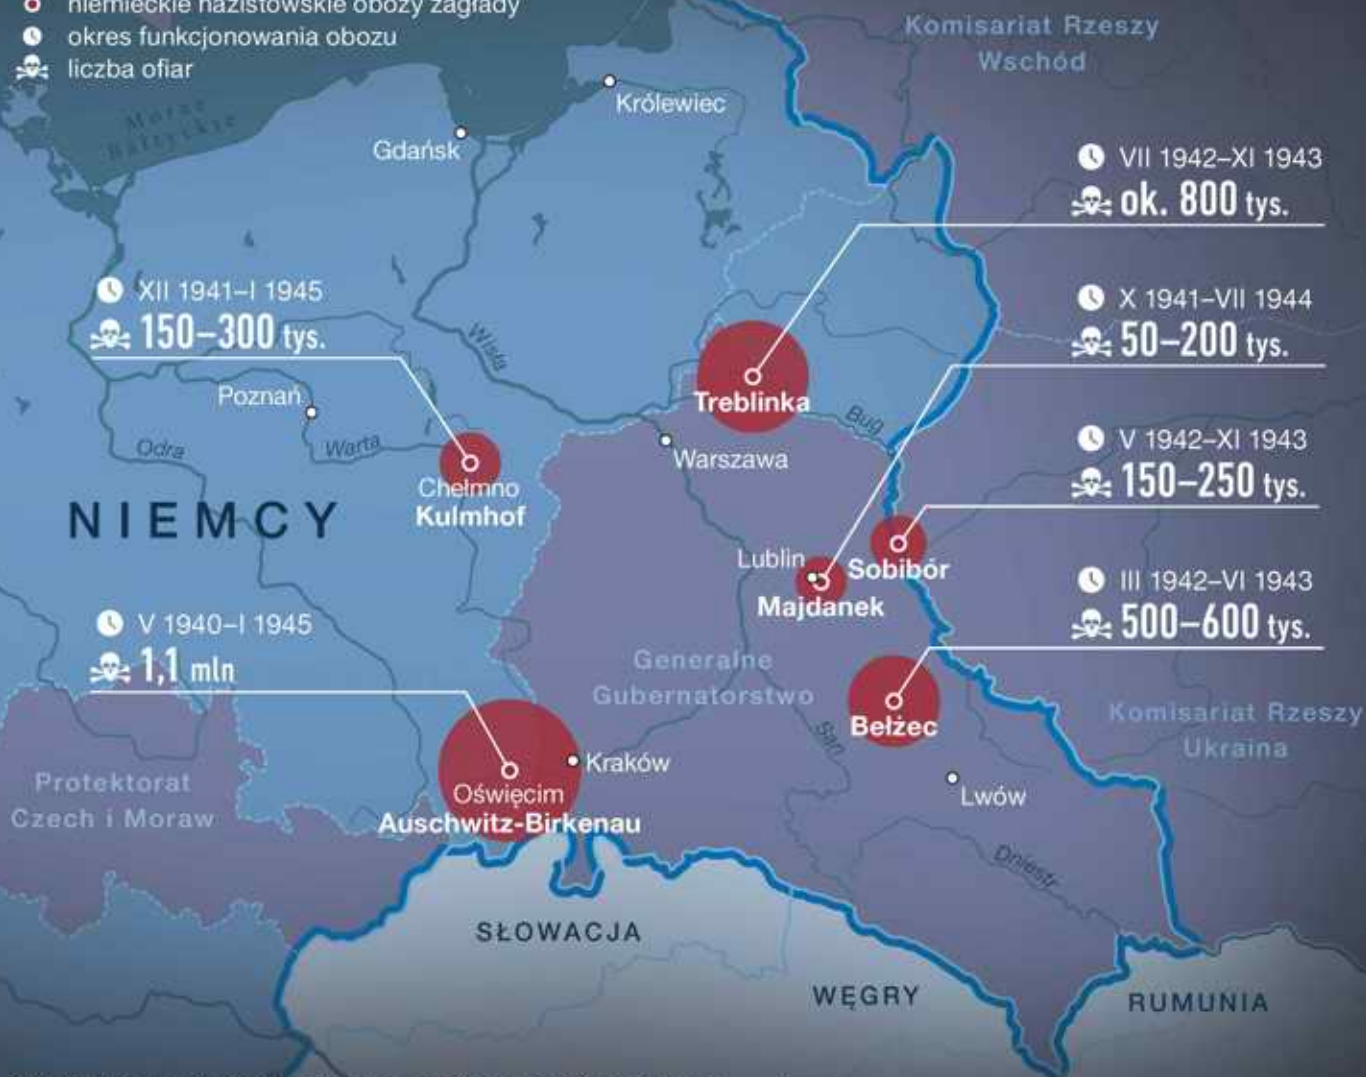 niemieckie nazistowskie obozy zagłady
okres funkcjonowania obozu
liczba ofiar
Morze
Bałtyckie
Komisariat Rzeszy
Wschód
Królewiec
Gdańsk
VII 1942–XI 1943
ok. 800 tys.
XII 1941–I 1945
150–300 tys.
X 1941–VII 1944
50–200 tys.
Wisła
Treblinka
Poznań
Odra
Warta
Bug
Warszawa
V 1942–XI 1943
150–250 tys.
Chełmno
Kulmhof
NIEMCY
Lublin
Majdanek
Sobibór
III 1942–VI 1943
500–600 tys.
V 1940–I 1945
1,1 mln
Generalne
Gubernatorstwo
Bełżec
San
Komisariat Rzeszy
Ukraina
Protektorat
Czech i Moraw
Kraków
Oświęcim
Auschwitz-Birkenau
Lwów
Dniestr
SŁOWACJA
WĘGRY
RUMUNIA